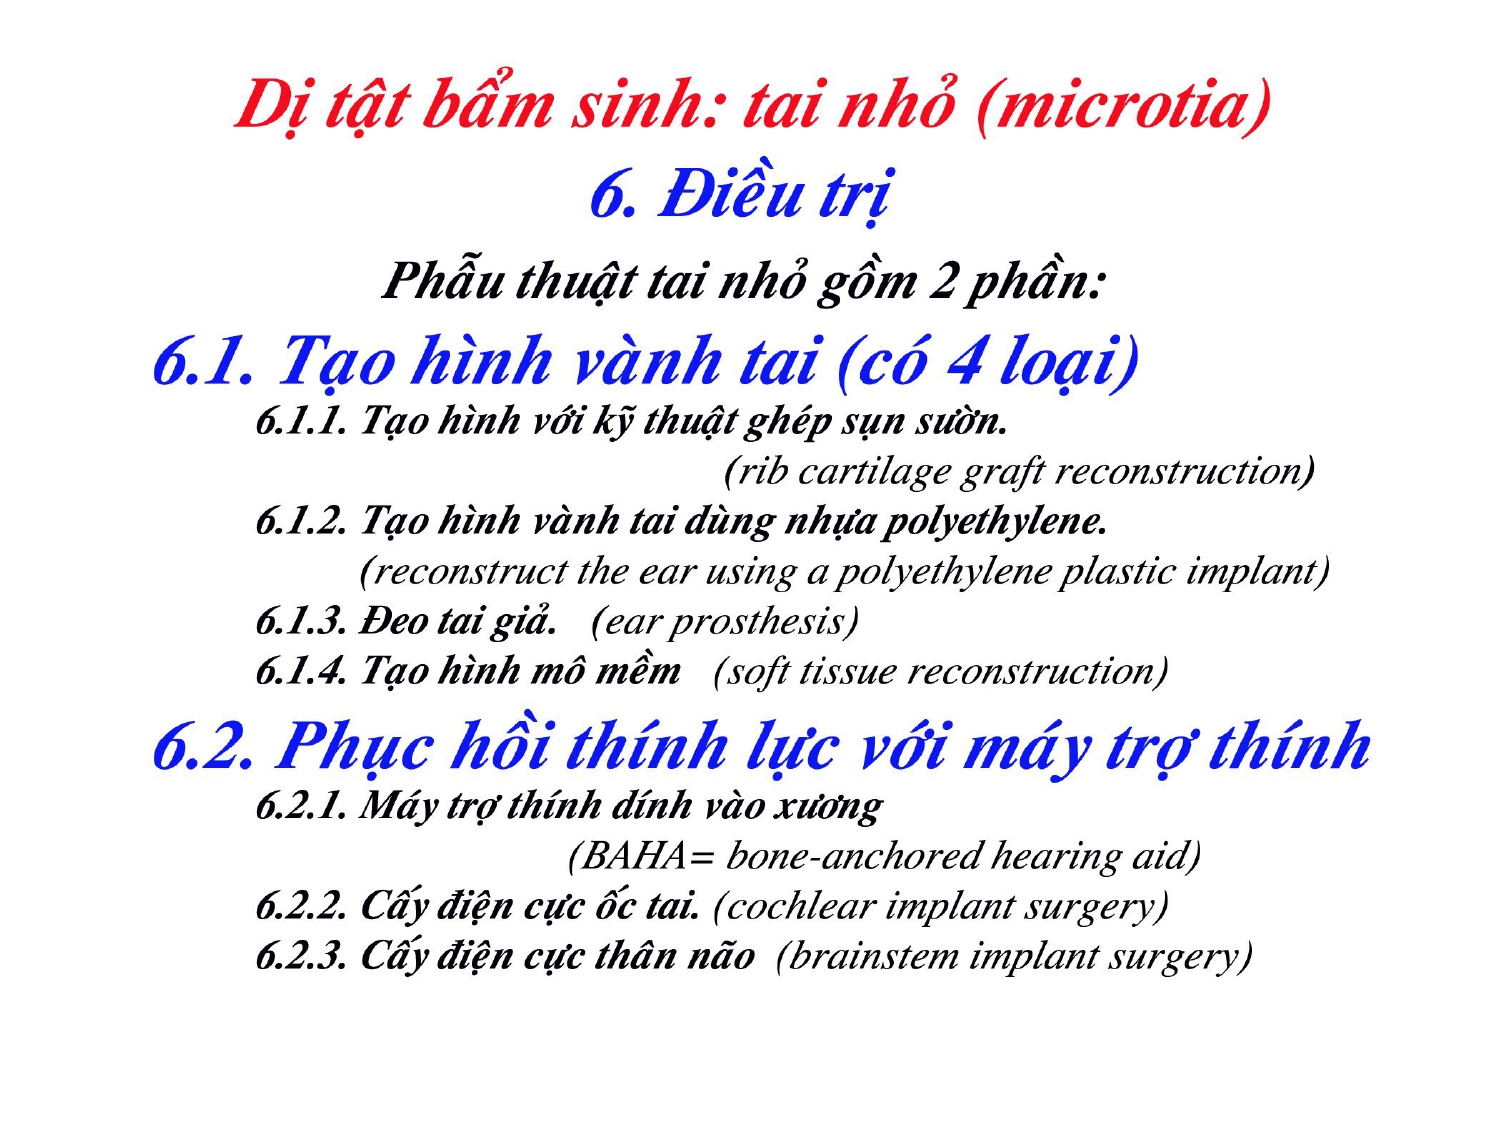 Dị tật bẩm sinh: tai nhỏ (microtia)
6. Điều trị
Phẫu thuật tai nhỏ gồm 2 phần:
6.1. Tạo hình vành tai (có 4 loại)
6.1.1. Tạo hình với kỹ thuật ghép sụn sườn.
(rib cartilage graft reconstruction)
6.1.2. Tạo hình vành tai dùng nhựa polyethylene.
(reconstruct the ear using a polyethylene plastic implant)
6.1.3. Đeo tai giả. (ear prosthesis)
6.1.4. Tạo hình mô mềm (soft tissue reconstruction)
6.2. Phục hồi thính lực với máy trợ thính
6.2.1. Máy trợ thính dính vào xương
(BAHA= bone-anchored hearing aid)
6.2.2. Cấy điện cực ốc tai. (cochlear implant surgery)
6.2.3. Cấy điện cực thân não (brainstem implant surgery)